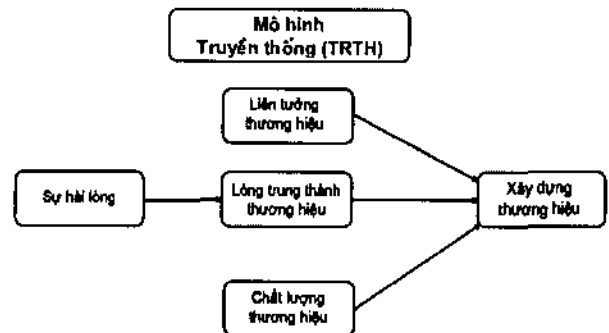 Mô hình
Truyền thống (TRTH)
Liên tưởng
thương hiệu
Sự hài lòng
Lòng trung thành
thương hiệu
Xây dựng
thương hiệu
Chất lượng
thương hiệu